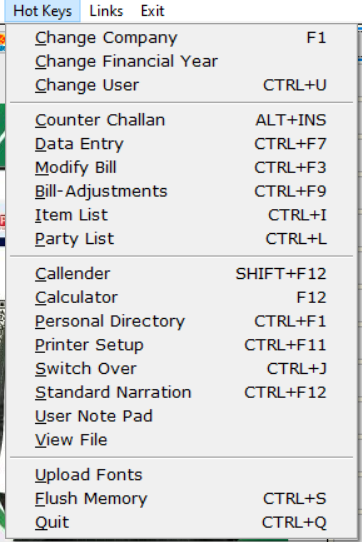 Hot Keys Links Exit
Change Company F1
Change Financial Year
Change User CTRL+U
Counter Challan ALT+INS
Data Entry CTRL+F7
Modify Bill CTRL+F3
Bill-Adjustments CTRL+F9
Item List CTRL+I
Party List CTRL+L
Callender SHIFT+F12
Calculator F12
Personal Directory CTRL+F1
Printer Setup CTRL+F11
Switch Over CTRL+J
Standard Narration CTRL+F12
User Note Pad
View File
Upload Fonts
Flush Memory CTRL+S
Quit CTRL+Q